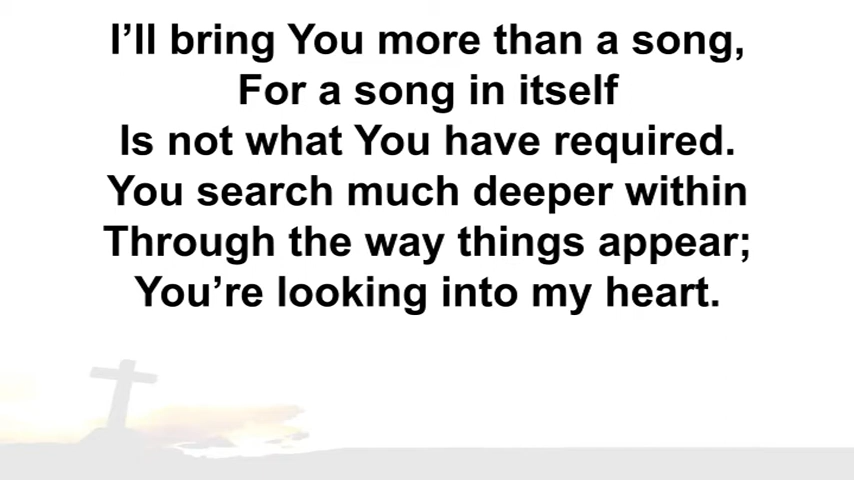 I’ll bring You more than a song,
For a song in itself
Is not what You have required.
You search much deeper within
Through the way things appear;
You’re looking into my heart.